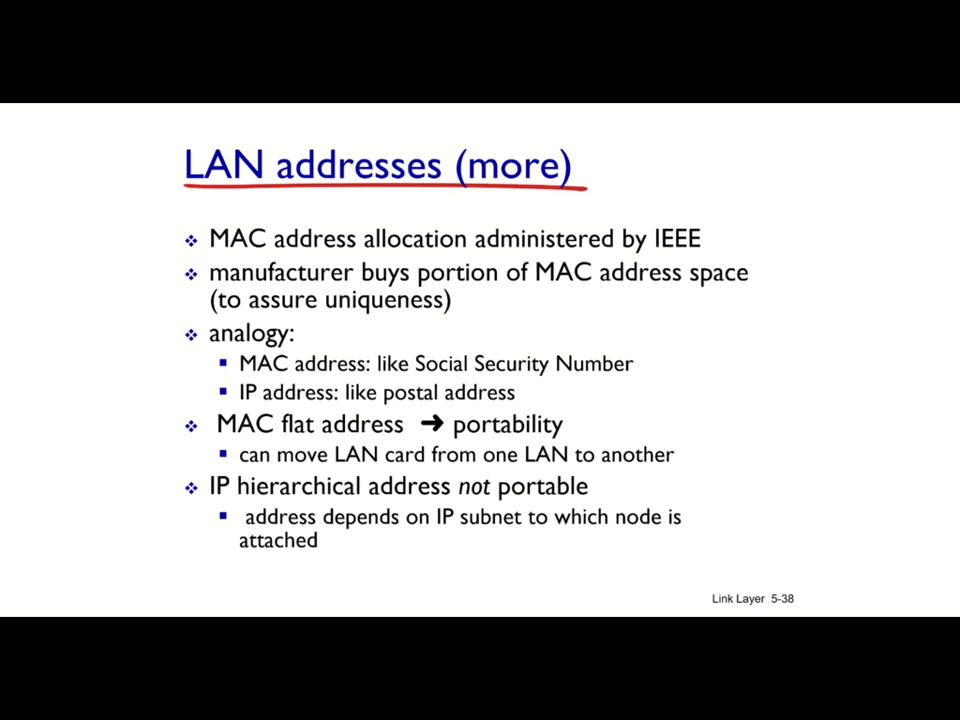 LAN addresses (more)
❖ MAC address allocation administered by IEEE
❖ manufacturer buys portion of MAC address space
(to assure uniqueness)
❖ analogy:
▪ MAC address: like Social Security Number
▪ IP address: like postal address
❖ MAC flat address ➜ portability
▪ can move LAN card from one LAN to another
❖ IP hierarchical address not portable
▪ address depends on IP subnet to which node is
attached
Link Layer 5-38